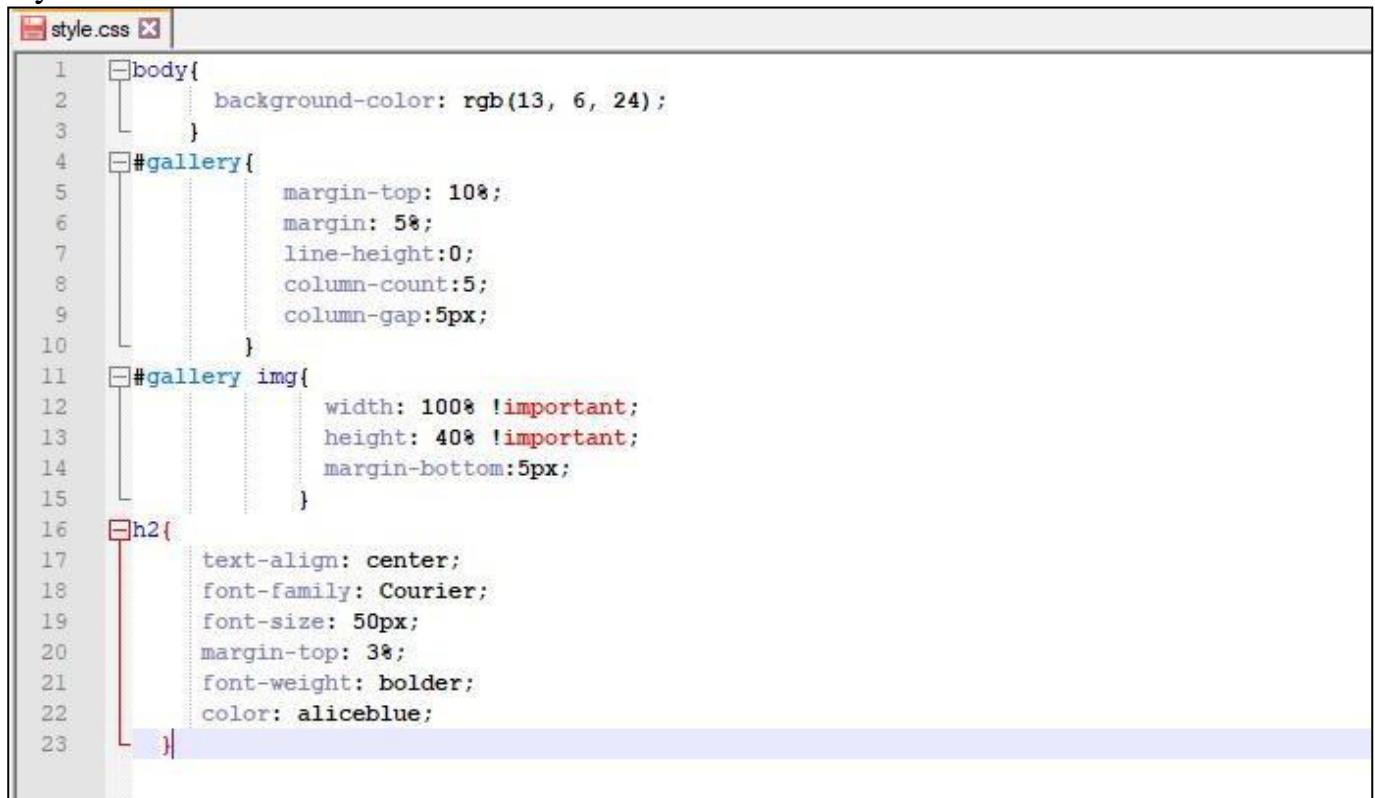 style.css
1 body{
2 background-color: rgb(13, 6, 24);
3 }
4 #gallery{
5 margin-top: 10%;
6 margin: 5%;
7 line-height:0;
8 column-count:5;
9 column-gap:5px;
10 }
11 #gallery img{
12 width: 100% !important;
13 height: 40% !important;
14 margin-bottom:5px;
15 }
16 h2{
17 text-align: center;
18 font-family: Courier;
19 font-size: 50px;
20 margin-top: 3%;
21 font-weight: bolder;
22 color: aliceblue;
23 }